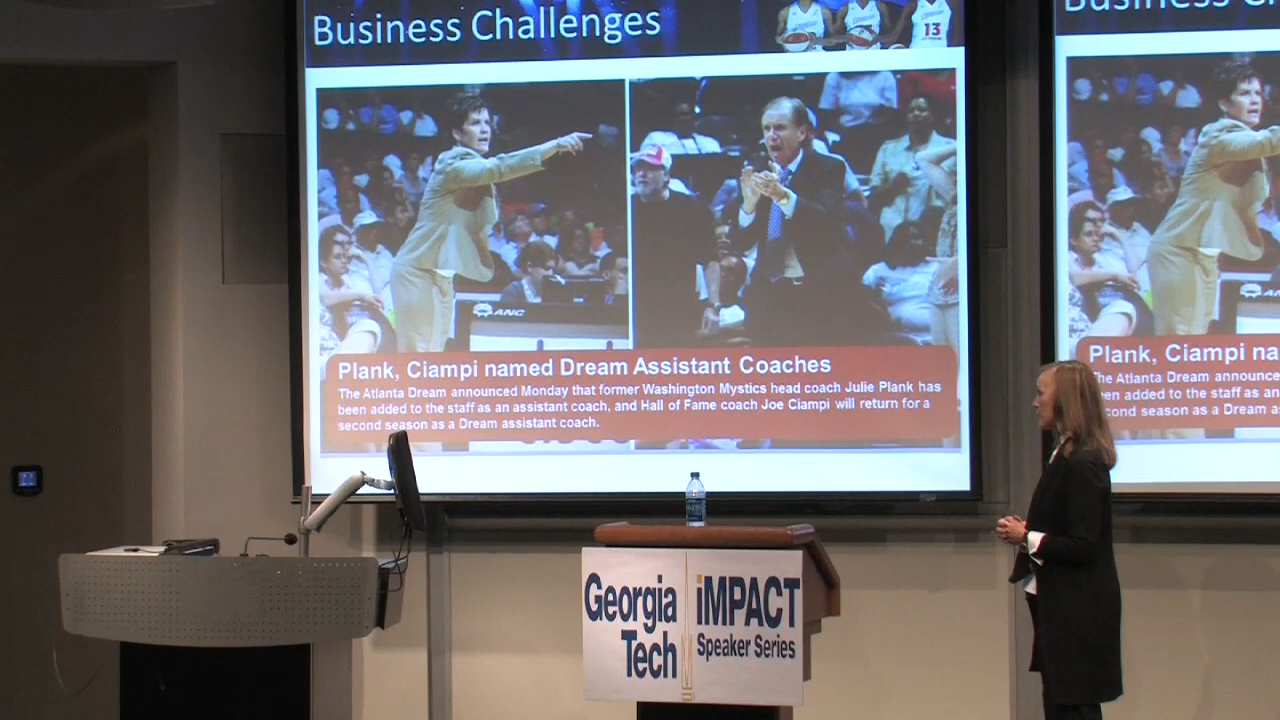 Business Challenges
13
ANC
Plank, Ciampi named Dream Assistant Coaches
The Atlanta Dream announced Monday that former Washington Mystics head coach Julie Plank has
been added to the staff as an assistant coach, and Hall of Fame coach Joe Ciampi will return for a
second season as a Dream assistant coach.
Business
Plank, Ciampi na
The Atlanta Dream announce
een added to the staff as an
econd season as a Dream a
Georgia
Tech
iMPACT
Speaker Series